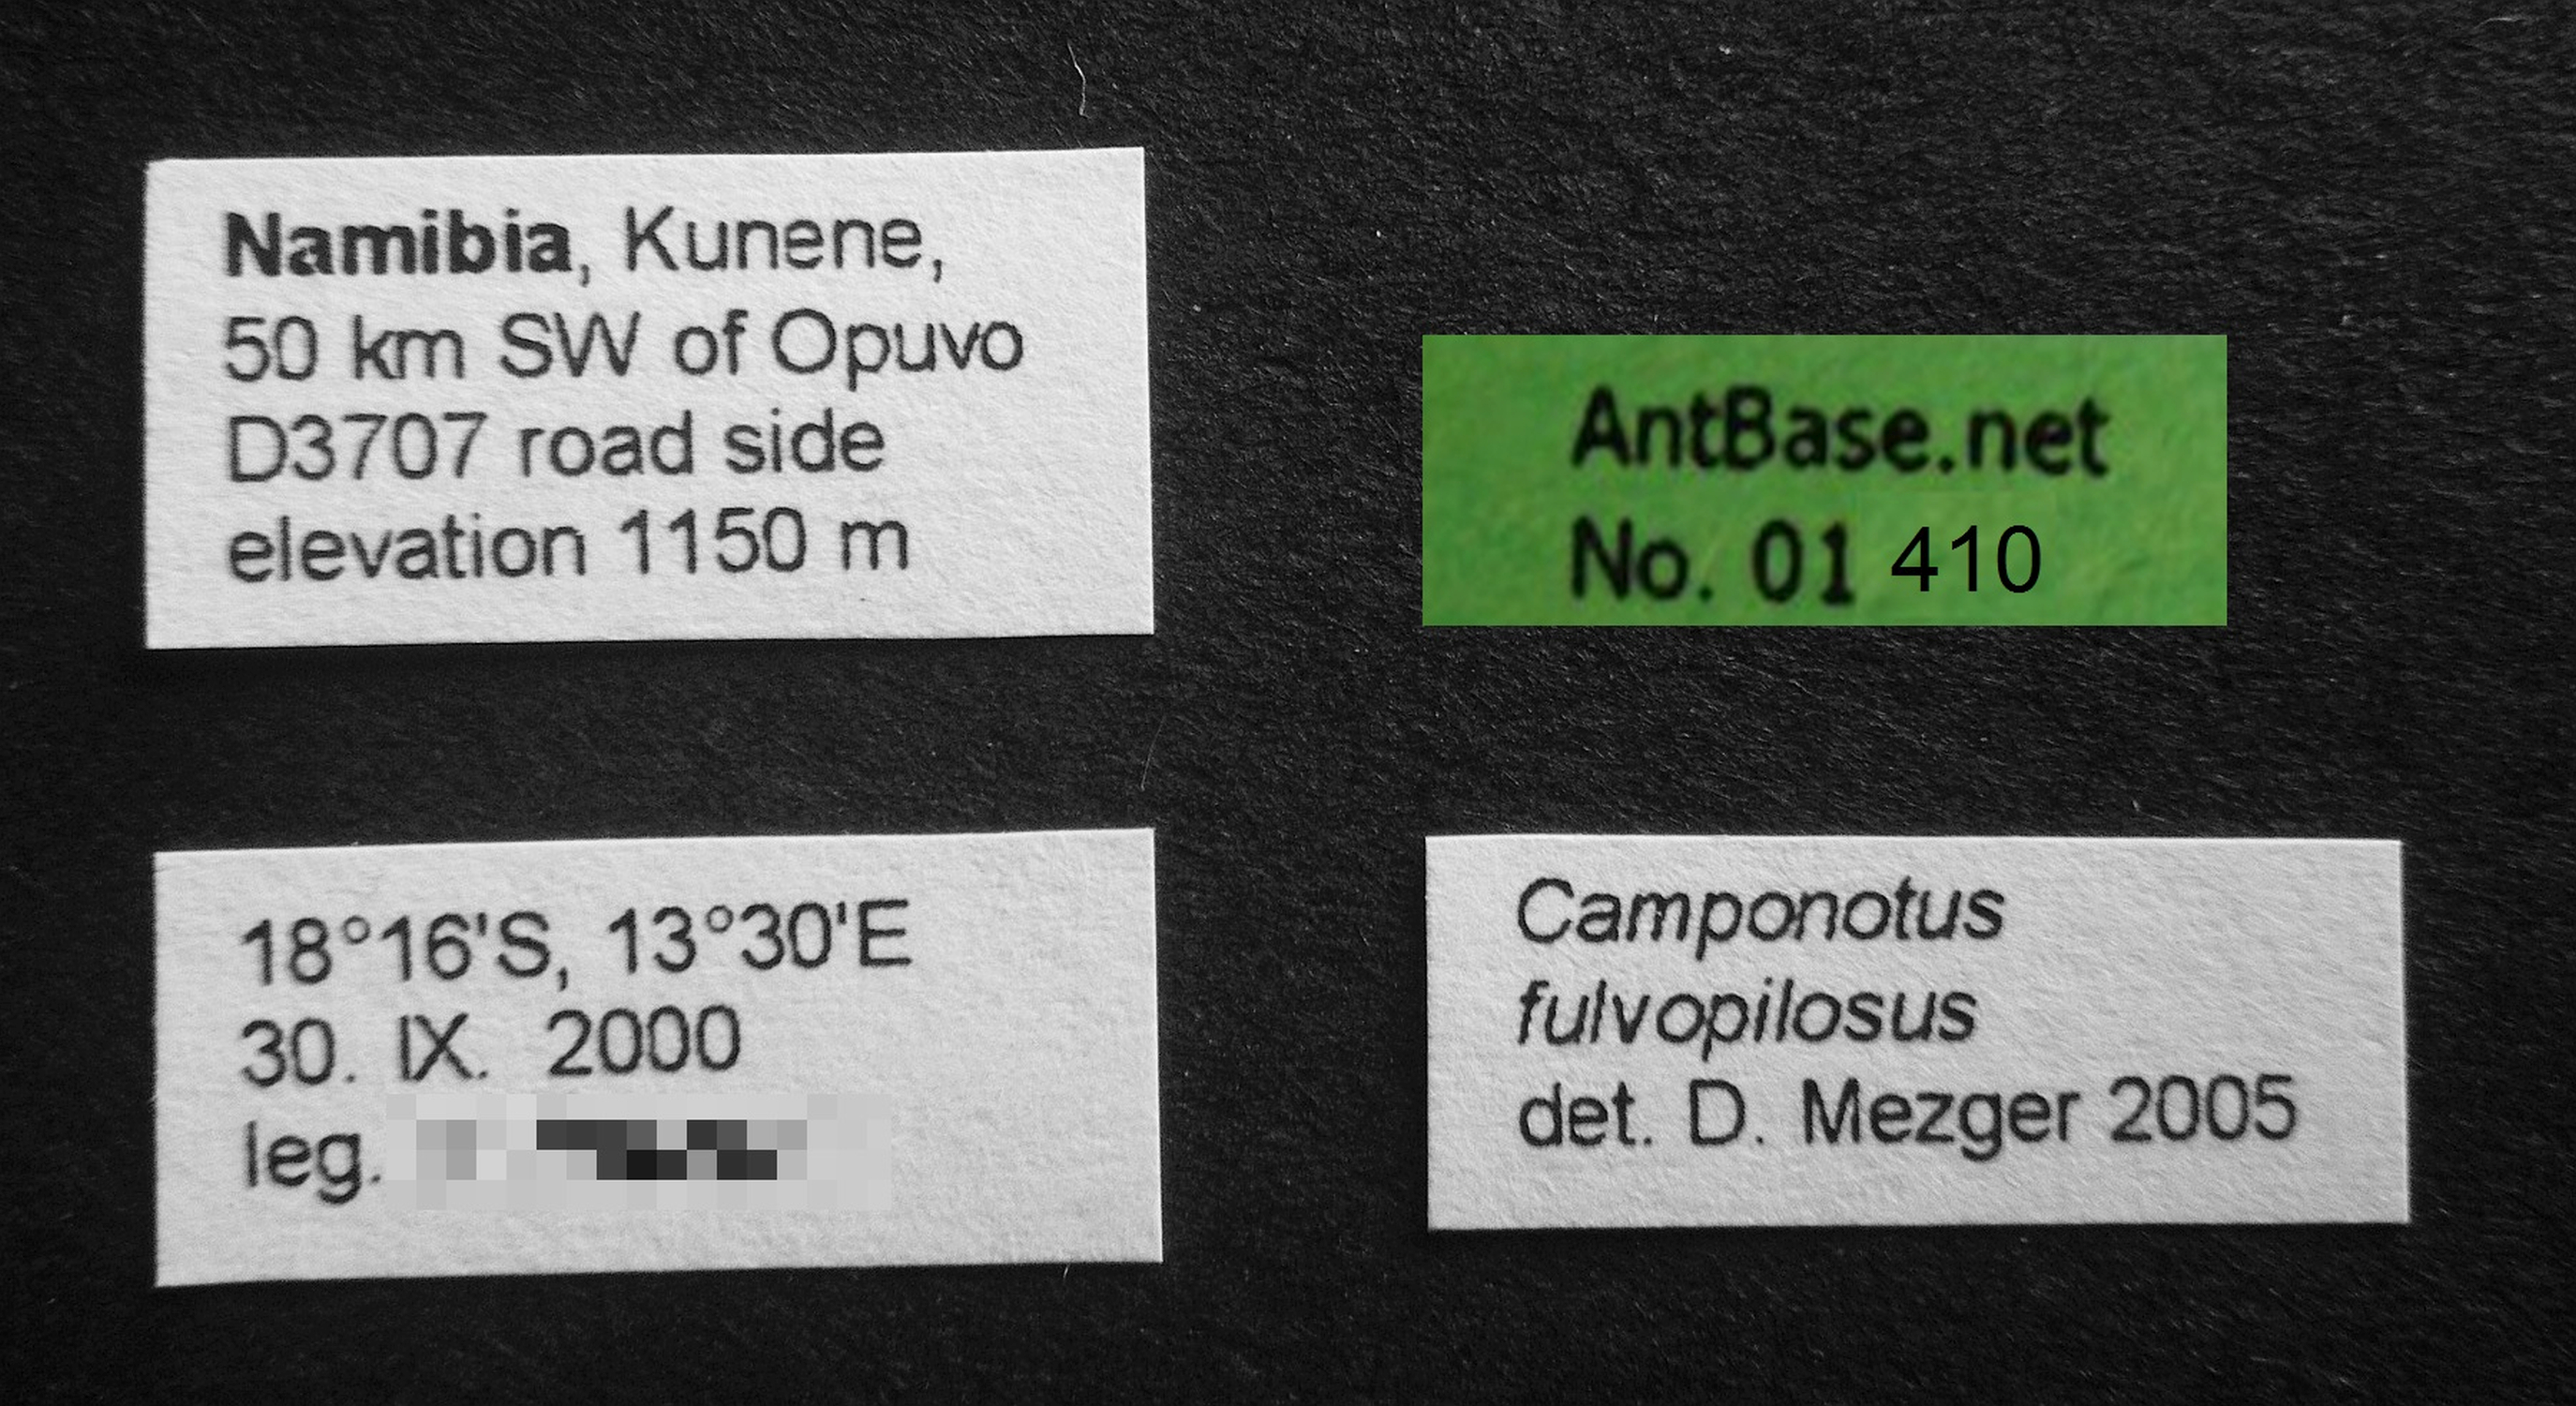 Namibia, Kunene,
50 km SW of Opuvo
D3707 road side
elevation 1150 m
AntBase.net
No. 01 410
18°16'S, 13°30'E
30. IX. 2000
leg.
Camponotus
fulvopilosus
det. D. Mezger 2005